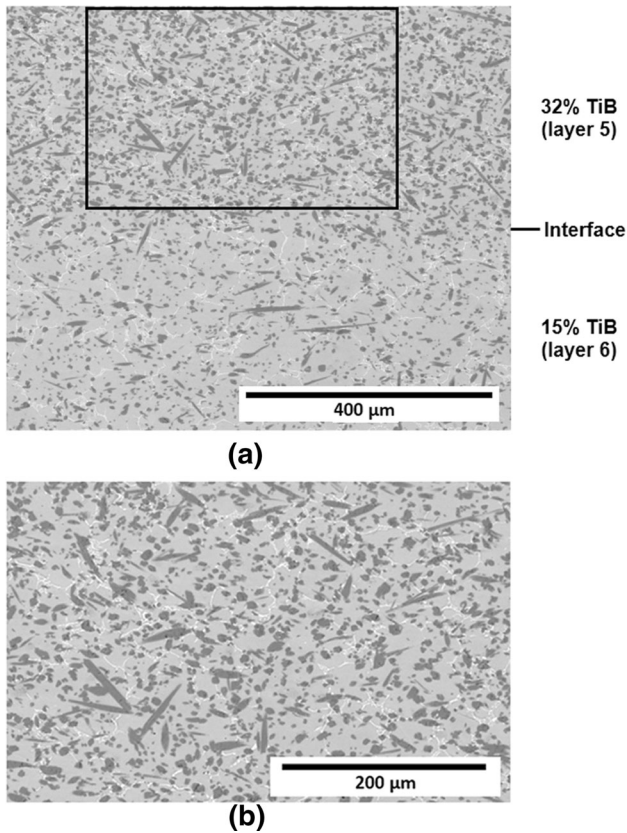 32% TiB
(layer 5)
Interface
15% TiB
(layer 6)
400 µm
(a)
200 µm
(b)